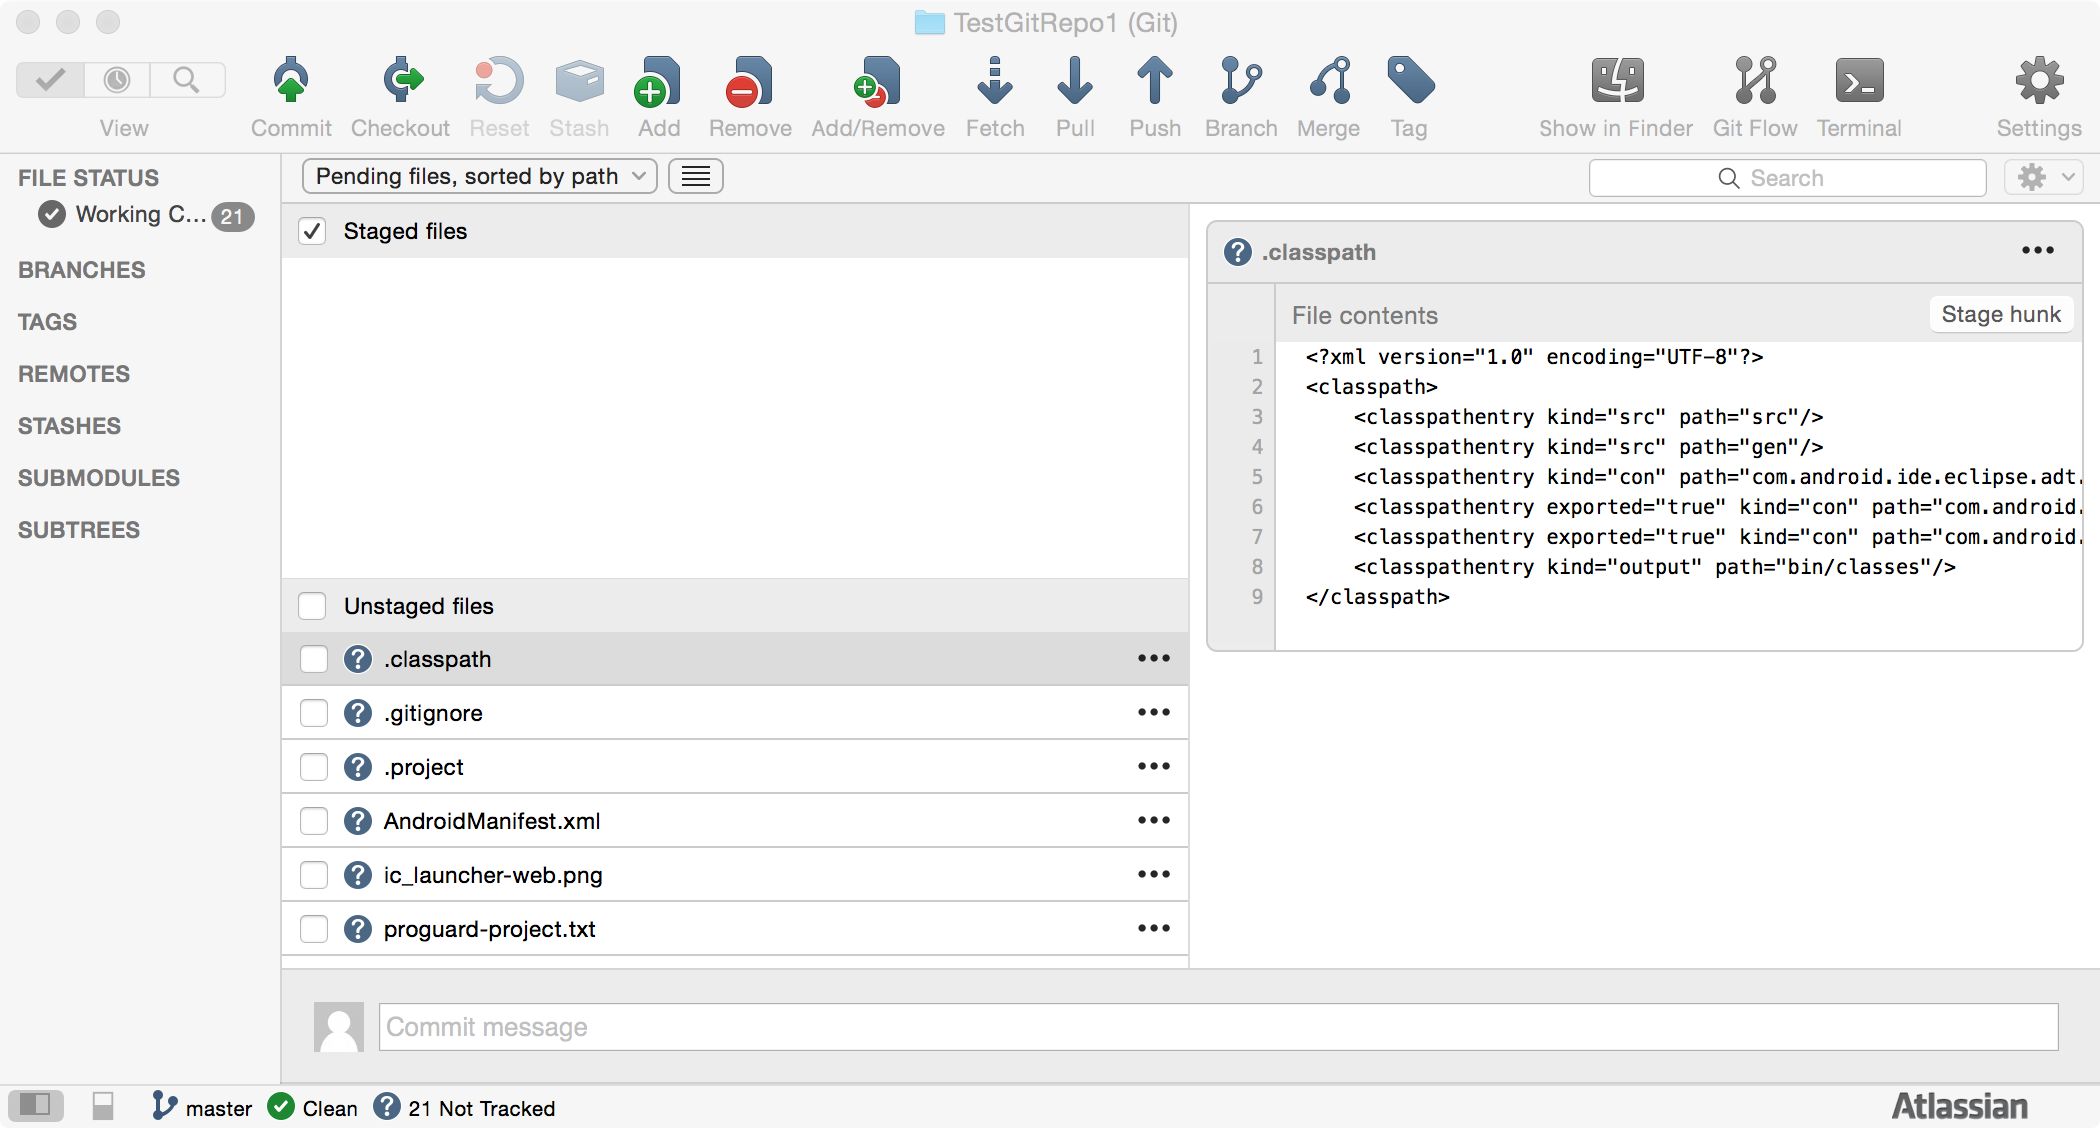 TestGitRepo1 (Git)
View Commit Checkout Reset Stash Add Remove Add/Remove Fetch Pull Push Branch Merge Tag Show in Finder Git Flow Terminal Settings
FILE STATUS
Working C... 21
BRANCHES
TAGS
REMOTES
STASHES
SUBMODULES
SUBTREES
Pending files, sorted by path
Search
Staged files
Unstaged files
.classpath
.gitignore
.project
AndroidManifest.xml
ic_launcher-web.png
proguard-project.txt
.classpath
File contents Stage hunk
1 <?xml version="1.0" encoding="UTF-8"?>
2 <classpath>
3 <classpathentry kind="src" path="src"/>
4 <classpathentry kind="src" path="gen"/>
5 <classpathentry kind="con" path="com.android.ide.eclipse.adt.
6 <classpathentry exported="true" kind="con" path="com.android.
7 <classpathentry exported="true" kind="con" path="com.android.
8 <classpathentry kind="output" path="bin/classes"/>
9 </classpath>
Commit message
master Clean 21 Not Tracked
Atlassian